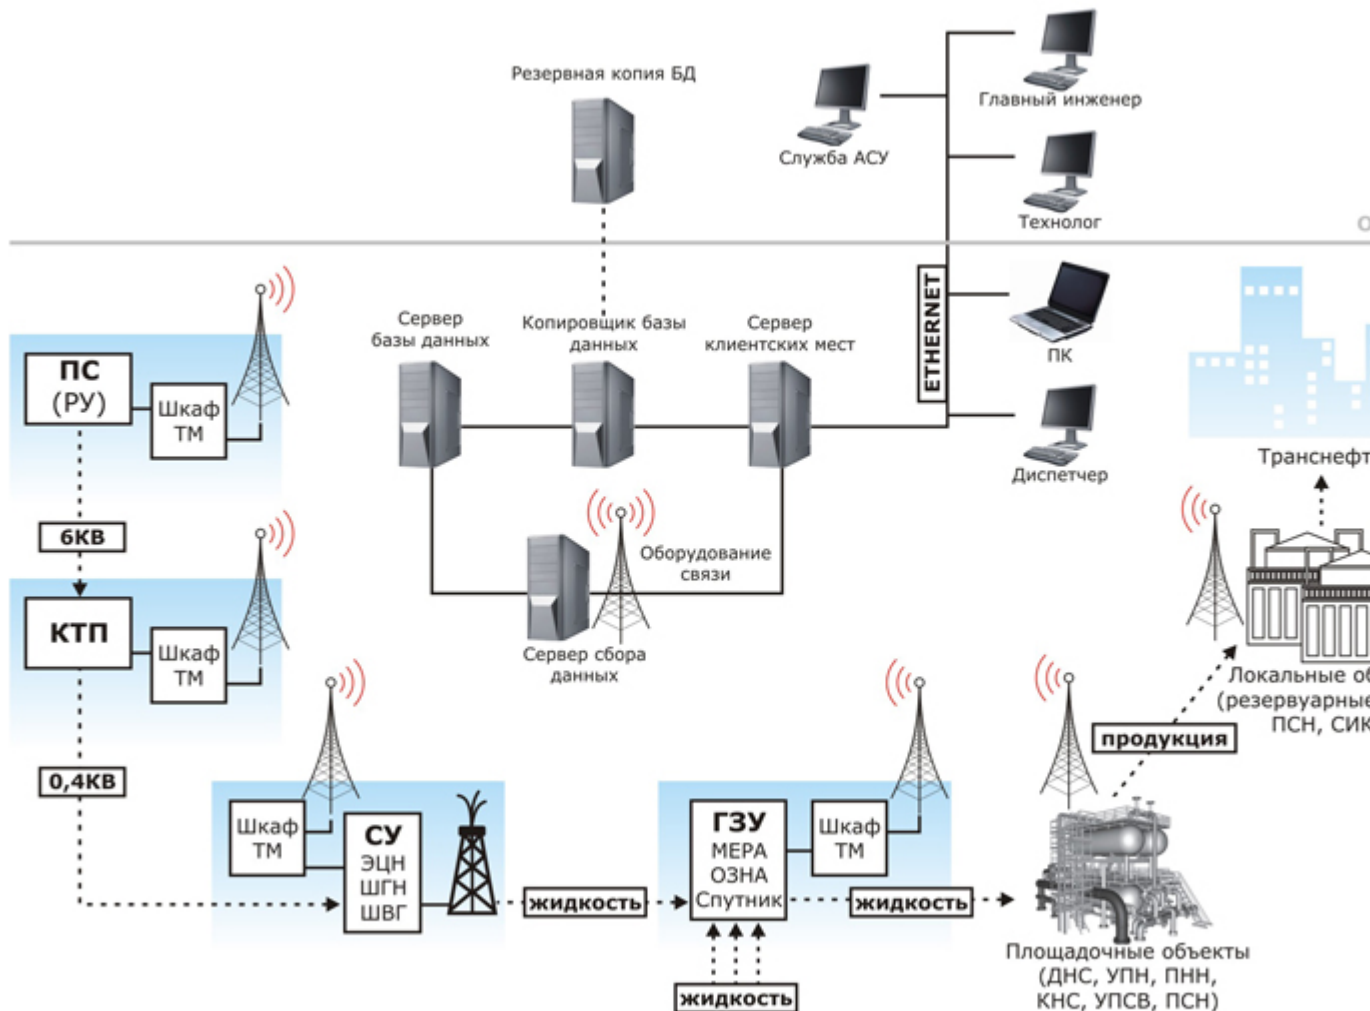 Резервная копия БД
Служба АСУ
Главный инженер
Технолог
ETHERNET
ПК
Диспетчер
Сервер
базы данных
Копировщик базы
данных
Сервер
клиентских мест
Сервер сбора
данных
Оборудование
связи
ПС
(РУ)
Шкаф
ТМ
6КВ
КТП
Шкаф
ТМ
0,4КВ
Шкаф
ТМ
СУ
ЭЦН
ШГН
ШВГ
жидкость
ГЗУ
МЕРА
ОЗНА
Спутник
Шкаф
ТМ
жидкость
жидкость
Площадочные объекты
(ДНС, УПН, ПНН,
КНС, УПСВ, ПСН)
продукция
Транснефт
Локальные об
(резервуарные
ПСН, СИК